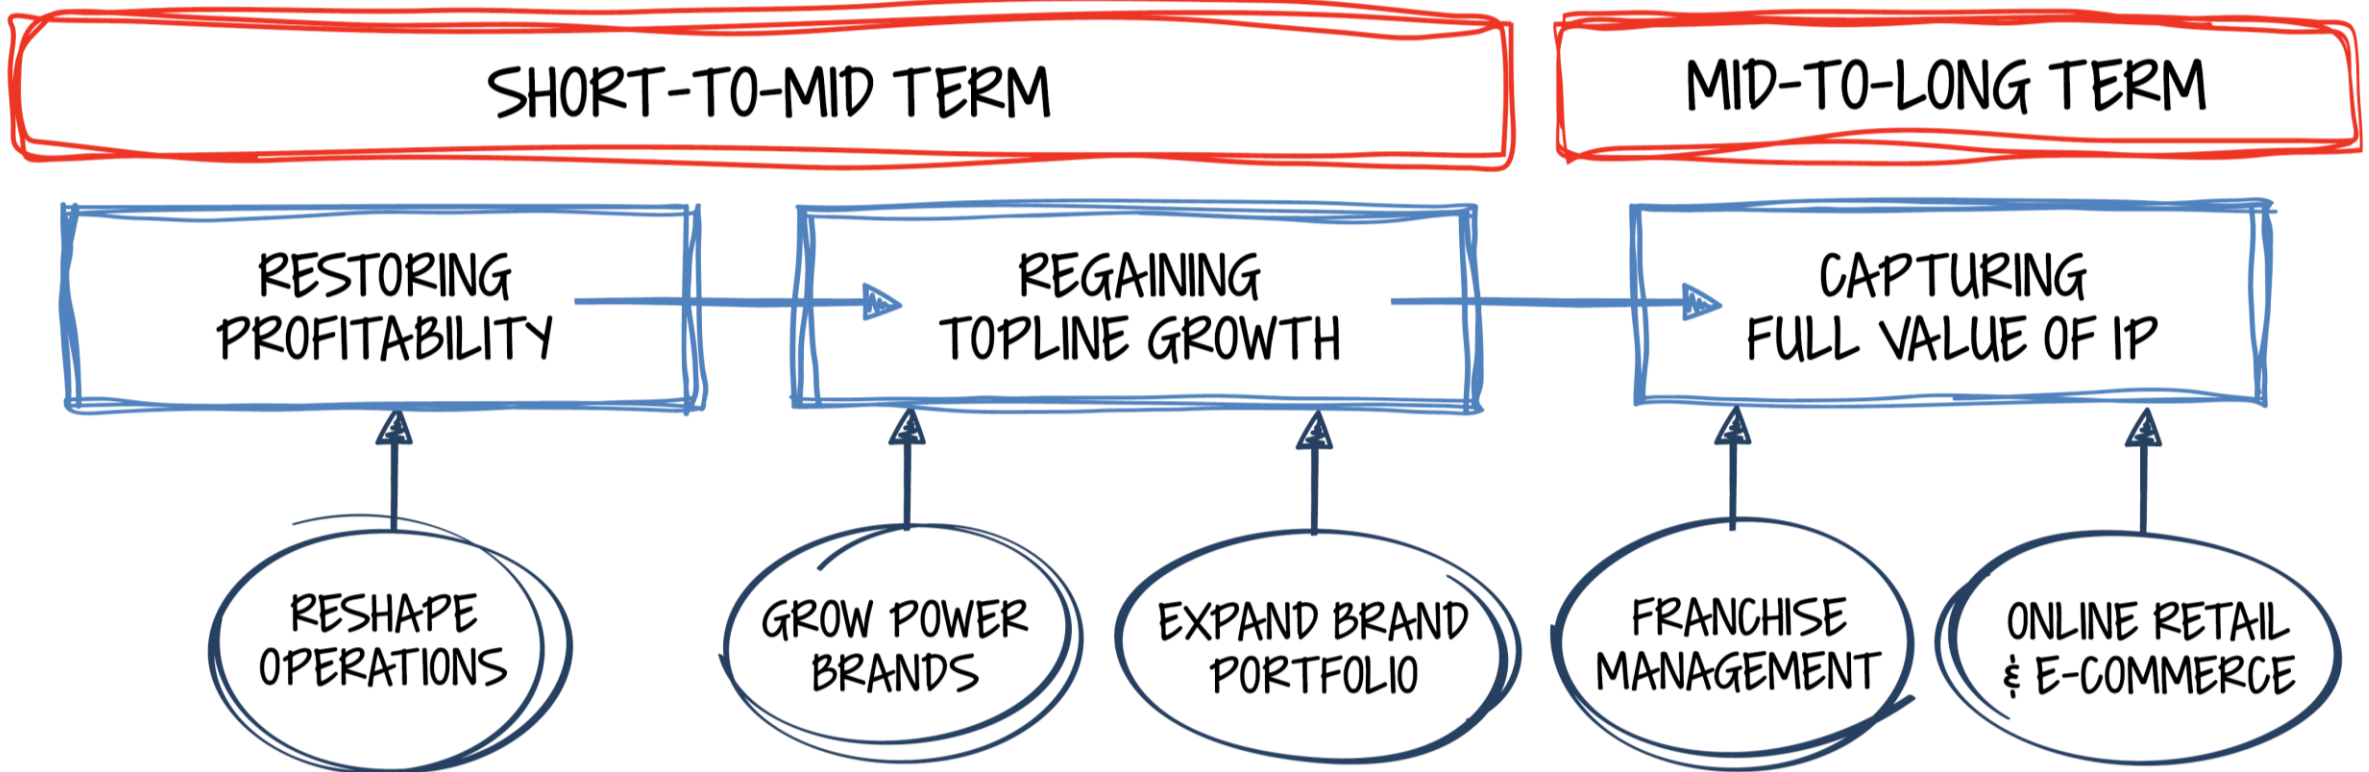 SHORT-TO-MID TERM
MID-TO-LONG TERM
RESTORING
PROFITABILITY
REGAINING
TOPLINE GROWTH
CAPTURING
FULL VALUE OF IP
RESHAPE
OPERATIONS
GROW POWER
BRANDS
EXPAND BRAND
PORTFOLIO
FRANCHISE
MANAGEMENT
ONLINE RETAIL
& E-COMMERCE